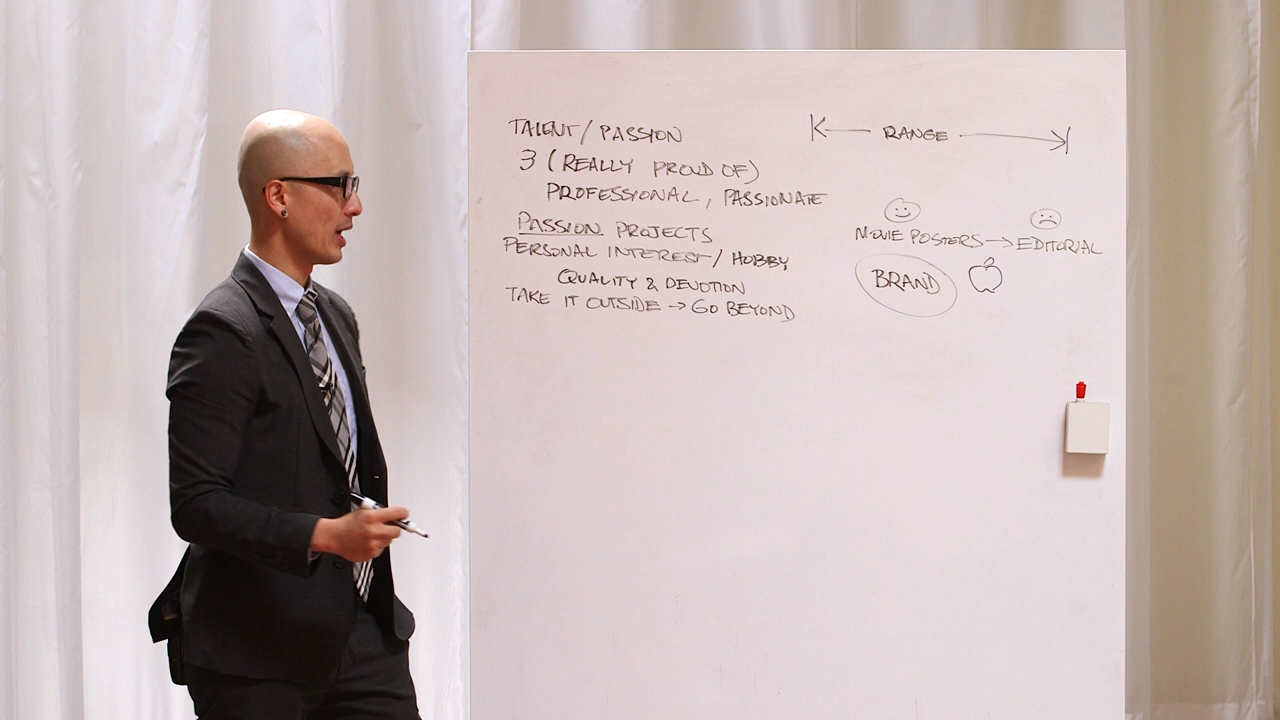 TALENT/PASSION
3 (REALLY PROUD OF)
PROFESSIONAL, PASSIONATE
PASSION PROJECTS
PERSONAL INTEREST/HOBBY
QUALITY & DEVOTION
TAKE IT OUTSIDE → GO BEYOND
RANGE
MOVIE POSTERS → EDITORIAL
BRAND